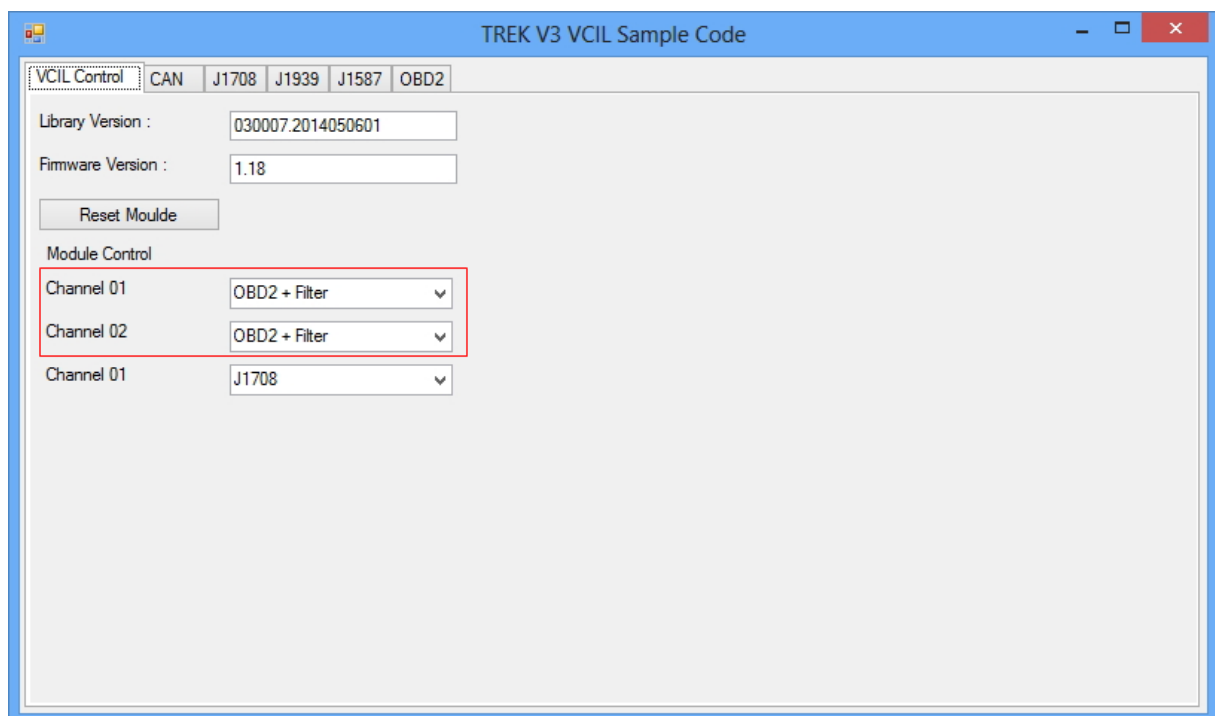 TREK V3 VCIL Sample Code
VCIL Control CAN J1708 J1939 J1587 OBD2
Library Version : 030007.2014050601
Firmware Version : 1.18
Reset Moulde
Module Control
Channel 01 OBD2 + Filter
Channel 02 OBD2 + Filter
Channel 01 J1708